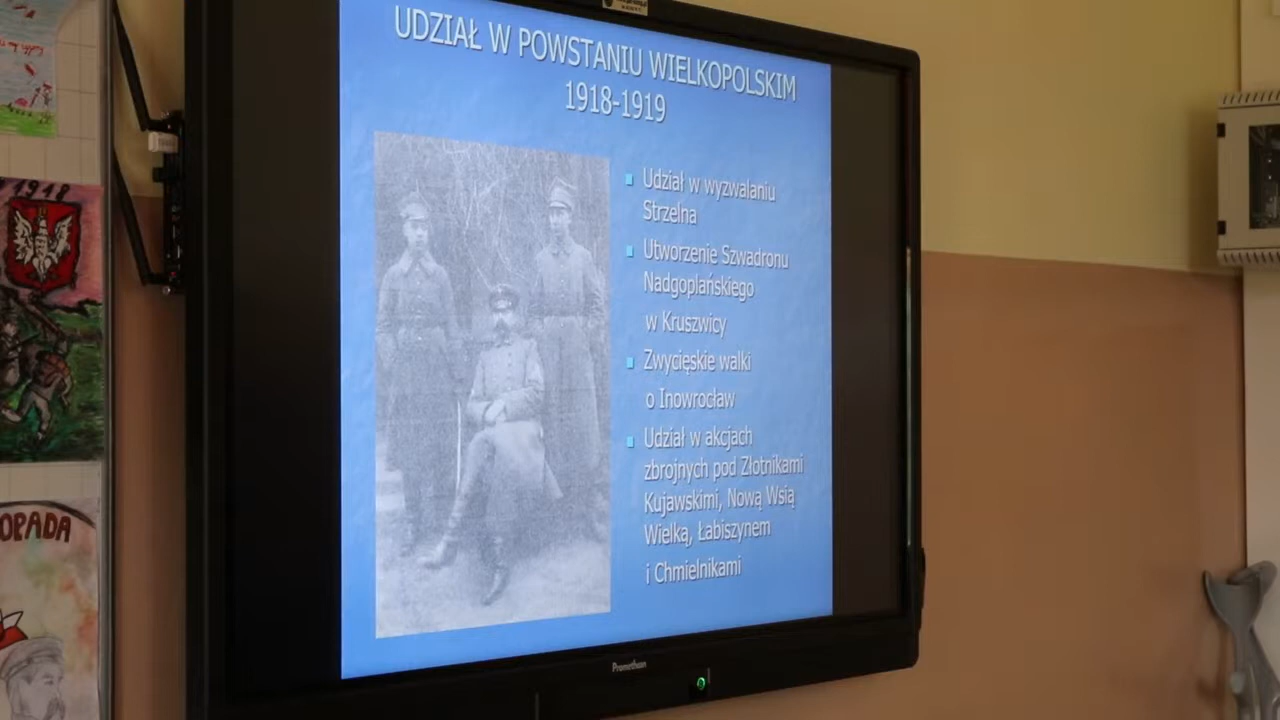 UDZIAŁ W POWSTANIU WIELKOPOLSKIM
1918-1919
Udział w wyzwalaniu
Strzelna
Utworzenie Szwadronu
Nadgoplańskiego
w Kruszwicy
Zwycięskie walki
o Inowrocław
Udział w akcjach
zbrojnych pod Złotnikami
Kujawskimi, Nową Wsią
Wielką, Łabiszynem
i Chmielnikami
Promethean
1918
OPADA